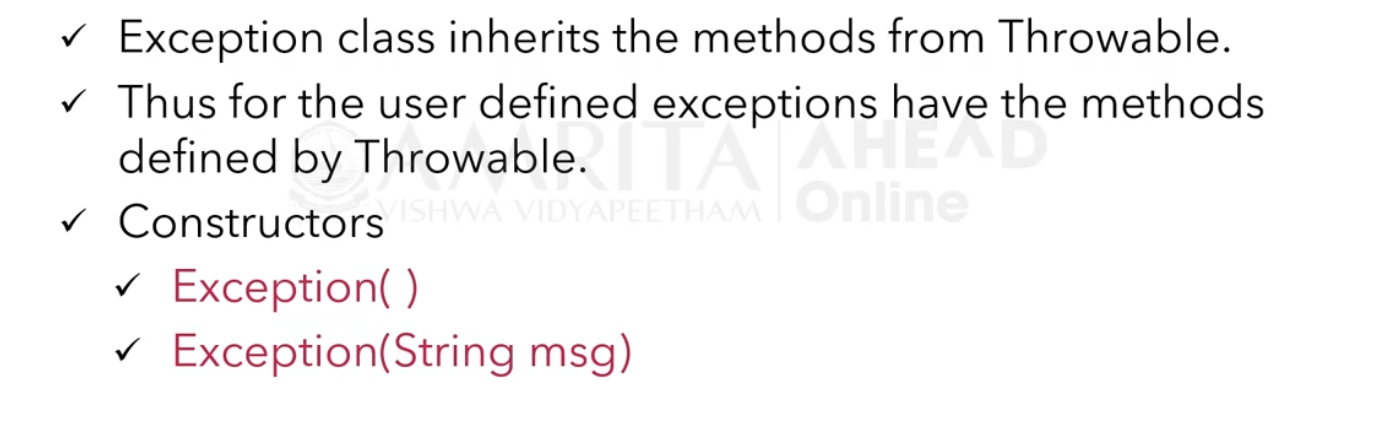 ✓ Exception class inherits the methods from Throwable.
✓ Thus for the user defined exceptions have the methods
defined by Throwable.
✓ Constructors
✓ Exception( )
✓ Exception(String msg)
AMRITA
VISHWA VIDYAPEETHAM
AHEAD
Online